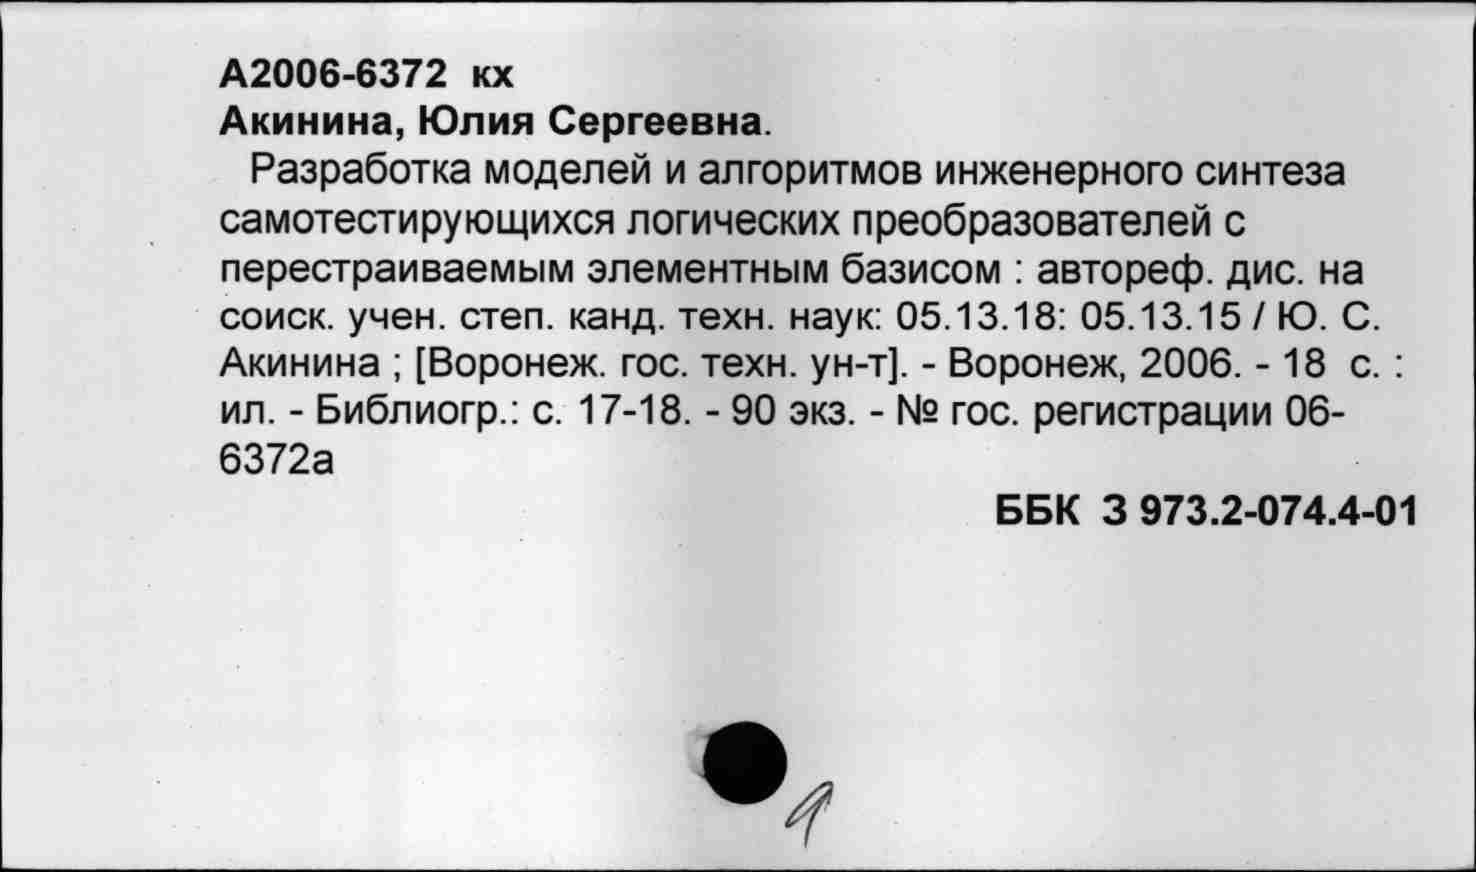 А2006-6372 кх
Акинина, Юлия Сергеевна.
Разработка моделей и алгоритмов инженерного синтеза
самотестирующихся логических преобразователей с
перестраиваемым элементным базисом : автореф. дис. на
соиск. учен. степ. канд. техн. наук: 05.13.18: 05.13.15 / Ю. С.
Акинина ; [Воронеж. гос. техн. ун-т]. - Воронеж, 2006. - 18 с. :
ил. - Библиогр.: с. 17-18. - 90 экз. - № гос. регистрации 06-
6372а
ББК З 973.2-074.4-01